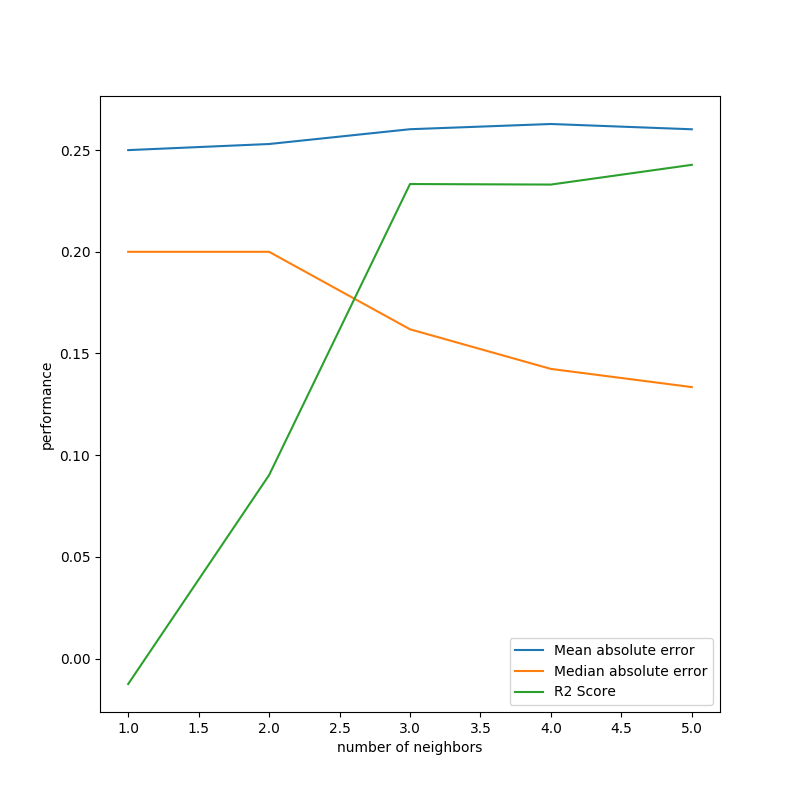 0.25
0.20
0.15
0.10
0.05
0.00
performance
Mean absolute error
Median absolute error
R2 Score
1.0 1.5 2.0 2.5 3.0 3.5 4.0 4.5 5.0
number of neighbors